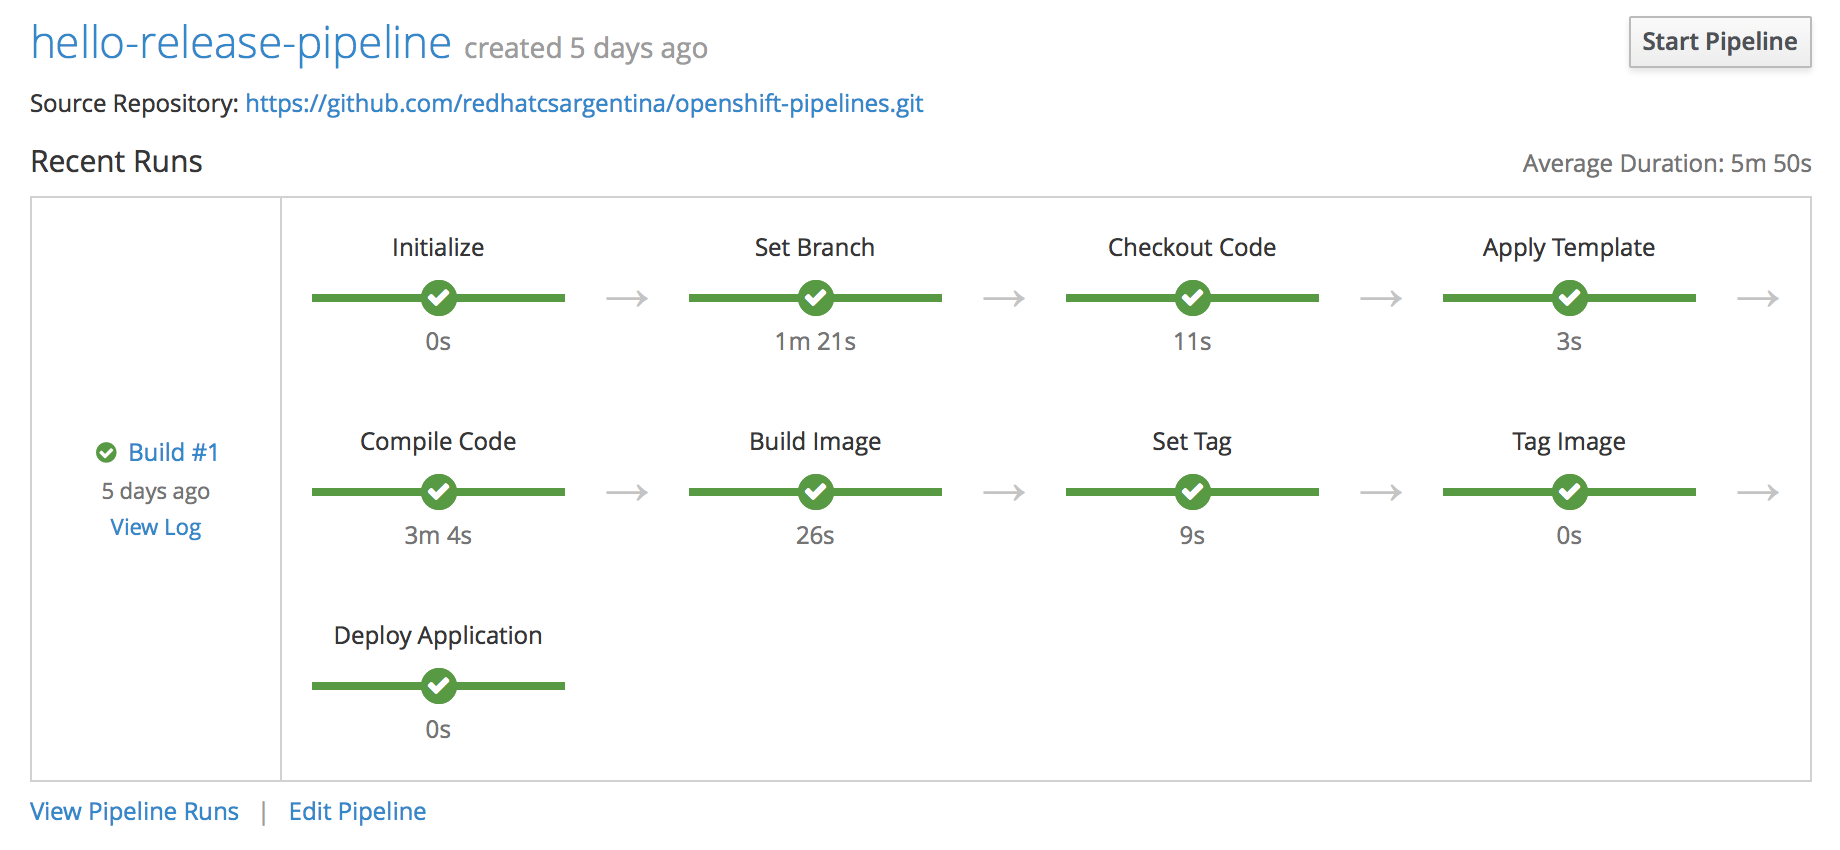 hello-release-pipeline created 5 days ago
Start Pipeline
Source Repository: https://github.com/redhatcsargentina/openshift-pipelines.git
Recent Runs
Average Duration: 5m 50s
Build #1
5 days ago
View Log
Initialize
0s
Set Branch
1m 21s
Checkout Code
11s
Apply Template
3s
Compile Code
3m 4s
Build Image
26s
Set Tag
9s
Tag Image
0s
Deploy Application
0s
View Pipeline Runs | Edit Pipeline